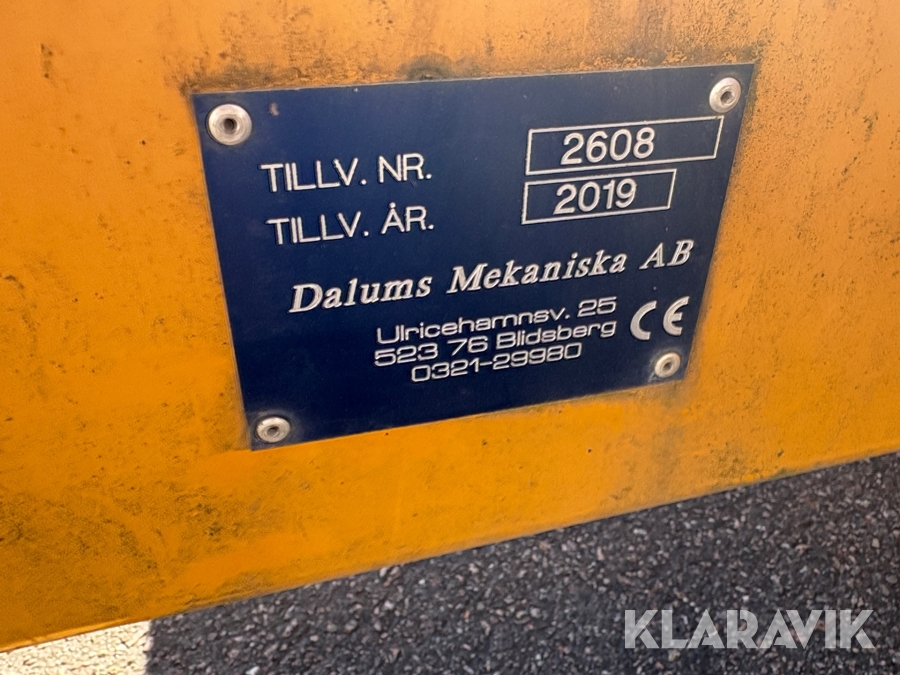 TILLV. NR. 2608
TILLV. ÅR. 2019
Dalums Mekaniska AB
Ulricehamnsv. 25
523 76 Blidsberg
0321-29980
CE
KLARAVIK